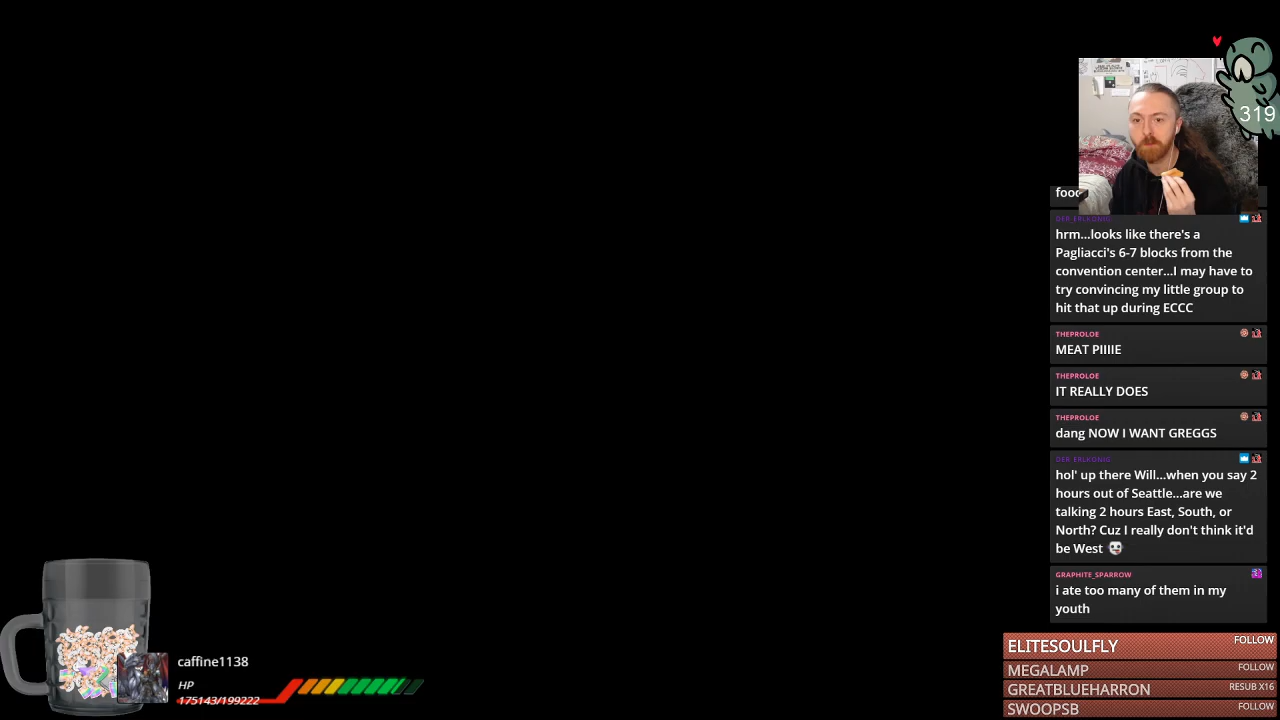 319
food
DER_ERLKONIG
hrm...looks like there's a
Pagliacci's 6-7 blocks from the
convention center...I may have to
try convincing my little group to
hit that up during ECCC
THEPROLOE
MEAT PIIIIE
THEPROLOE
IT REALLY DOES
THEPROLOE
dang NOW I WANT GREGGS
DER_ERLKONIG
hol' up there Will...when you say 2
hours out of Seattle...are we
talking 2 hours East, South, or
North? Cuz I really don't think it'd
be West
GRAPHITE_SPARROW
i ate too many of them in my
youth
ELITESOULFLY FOLLOW
MEGALAMP FOLLOW
GREATBLUEHARRON RESUB X16
SWOOPSB FOLLOW
caffine1138
HP
175143/199222